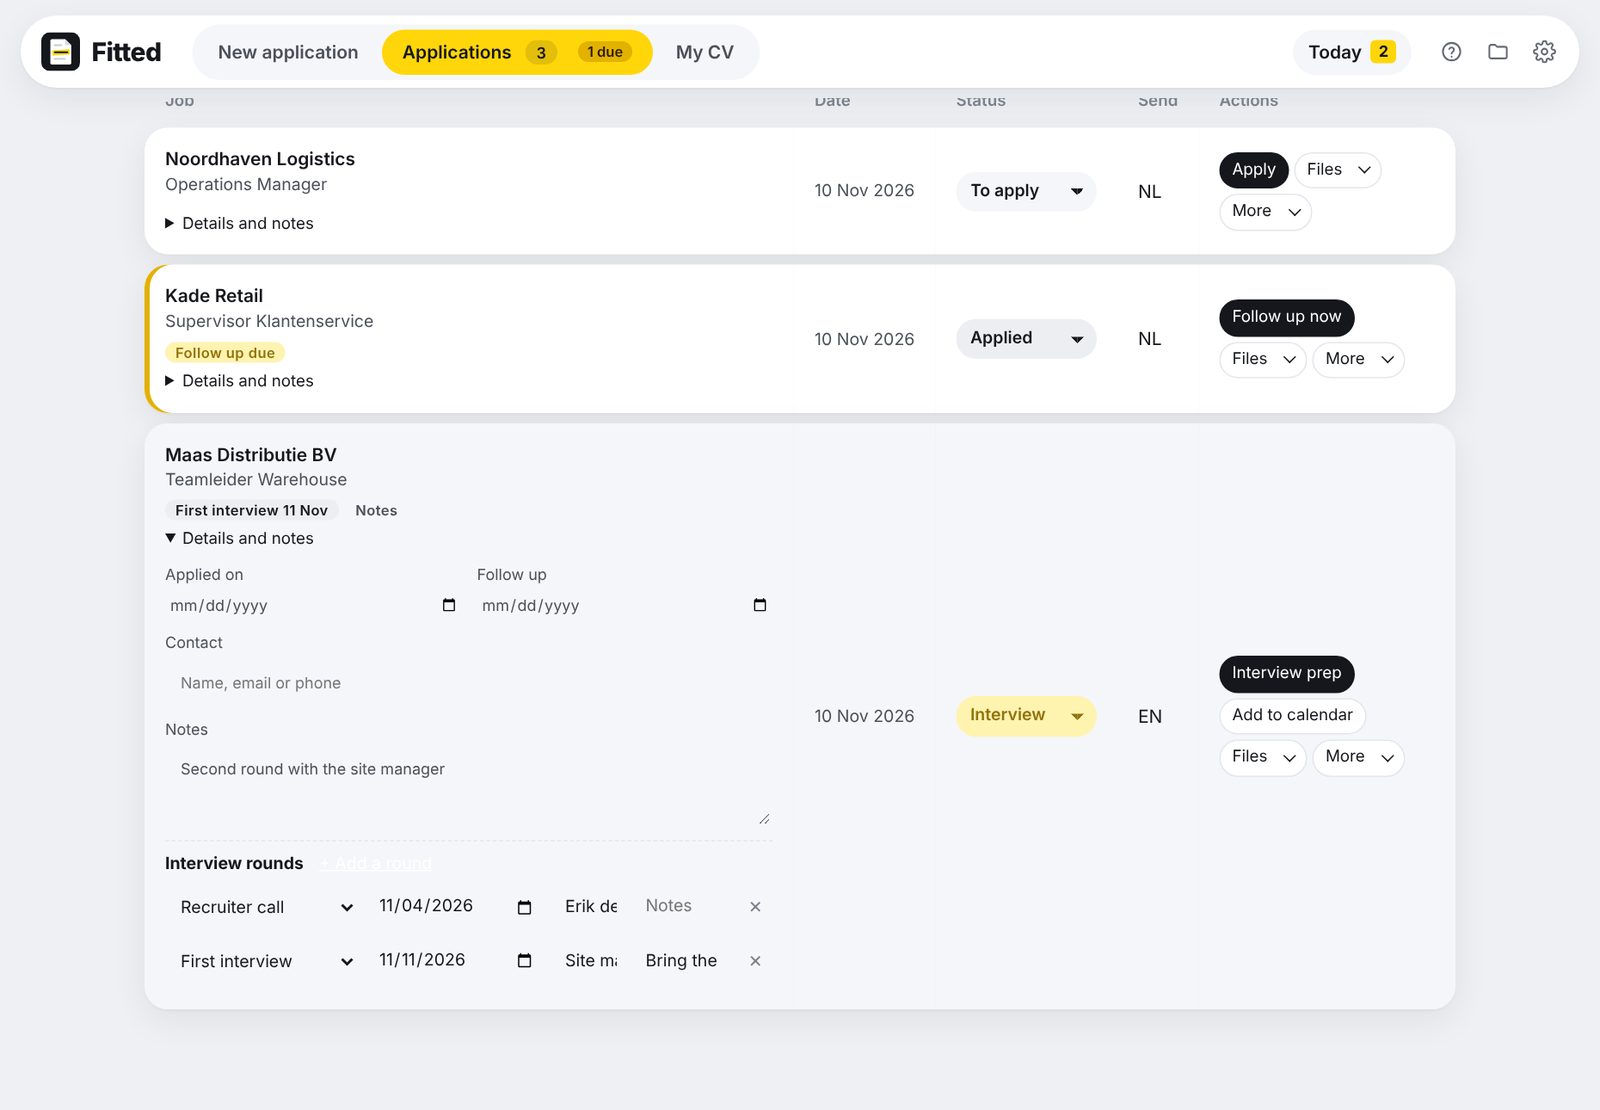 Fitted
New application
Applications 3 1 due
My CV
Today 2
Job Date Status Send Actions
Noordhaven Logistics
Operations Manager
Details and notes
10 Nov 2026
To apply
NL
Apply
Files
More
Kade Retail
Supervisor Klantenservice
Follow up due
Details and notes
10 Nov 2026
Applied
NL
Follow up now
Files
More
Maas Distributie BV
Teamleider Warehouse
First interview 11 Nov Notes
Details and notes
Applied on Follow up
mm/dd/yyyy mm/dd/yyyy
Contact
Name, email or phone
Notes
Second round with the site manager
10 Nov 2026
Interview
EN
Interview prep
Add to calendar
Files
More
Interview rounds + Add a round
Recruiter call 11/04/2026 Erik de Notes ×
First interview 11/11/2026 Site Bring the ×